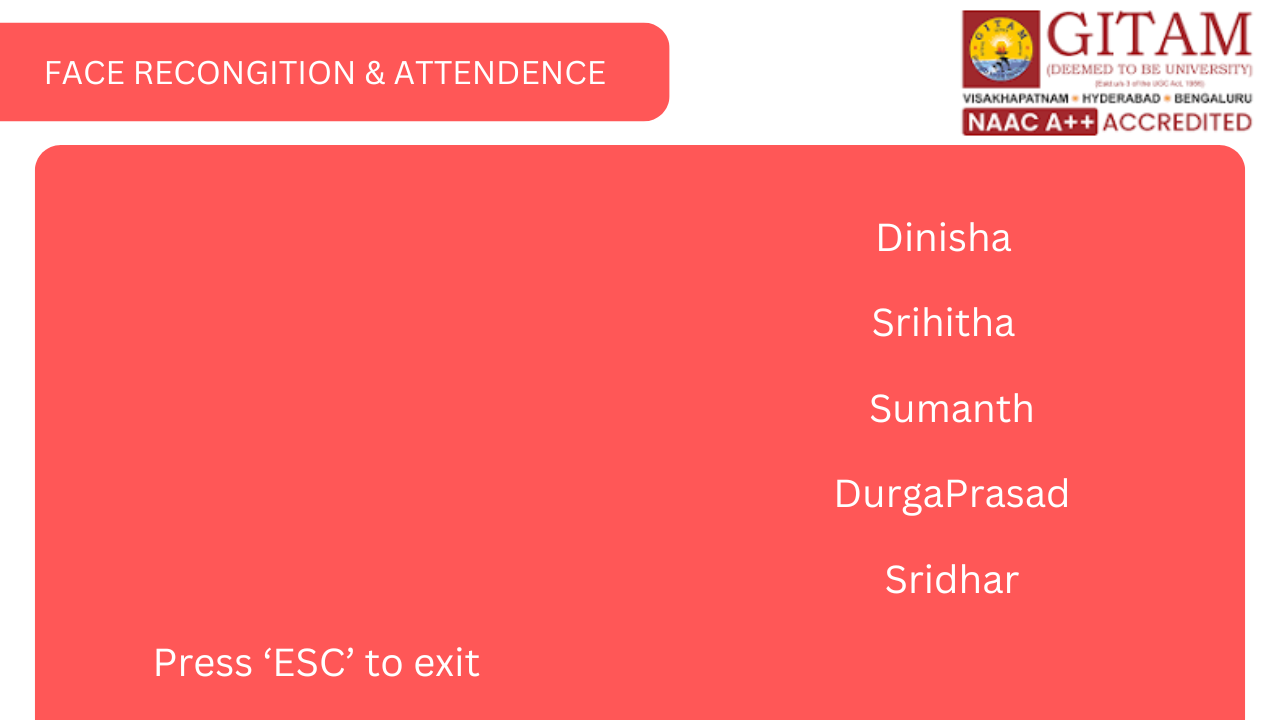 FACE RECONGITION & ATTENDENCE
GITAM
(DEEMED TO BE UNIVERSITY)
(Estd u/s 3 of the UGC Act, 1956)
VISAKHAPATNAM * HYDERABAD * BENGALURU
NAAC A++ ACCREDITED
Dinisha
Srihitha
Sumanth
DurgaPrasad
Sridhar
Press ‘ESC’ to exit